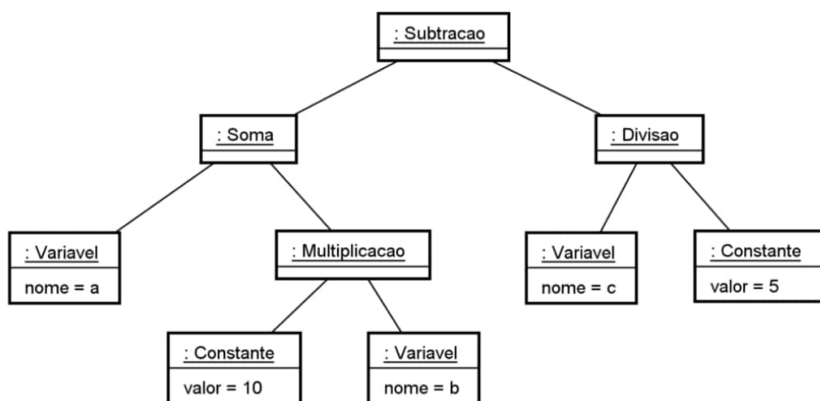 : Subtracao
: Soma
: Divisao
: Variavel
nome = a
: Multiplicacao
: Variavel
nome = c
: Constante
valor = 5
: Constante
valor = 10
: Variavel
nome = b